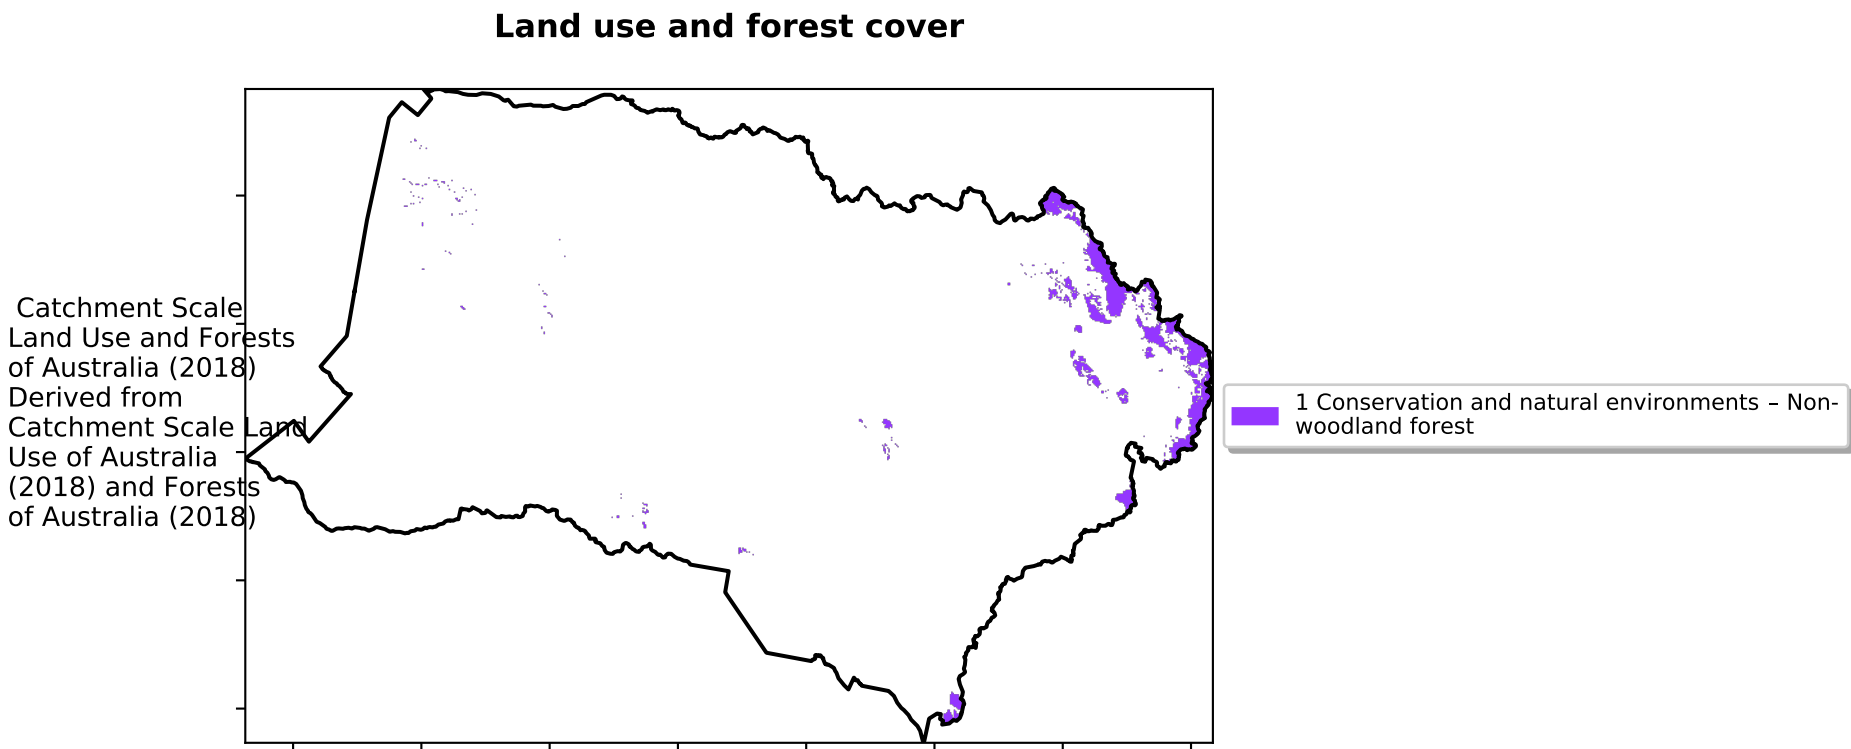 Land use and forest cover
Catchment Scale
Land Use and Forests
of Australia (2018)
Derived from
Catchment Scale Land
Use of Australia
(2018) and Forests
of Australia (2018)
1 Conservation and natural environments – Non-
woodland forest